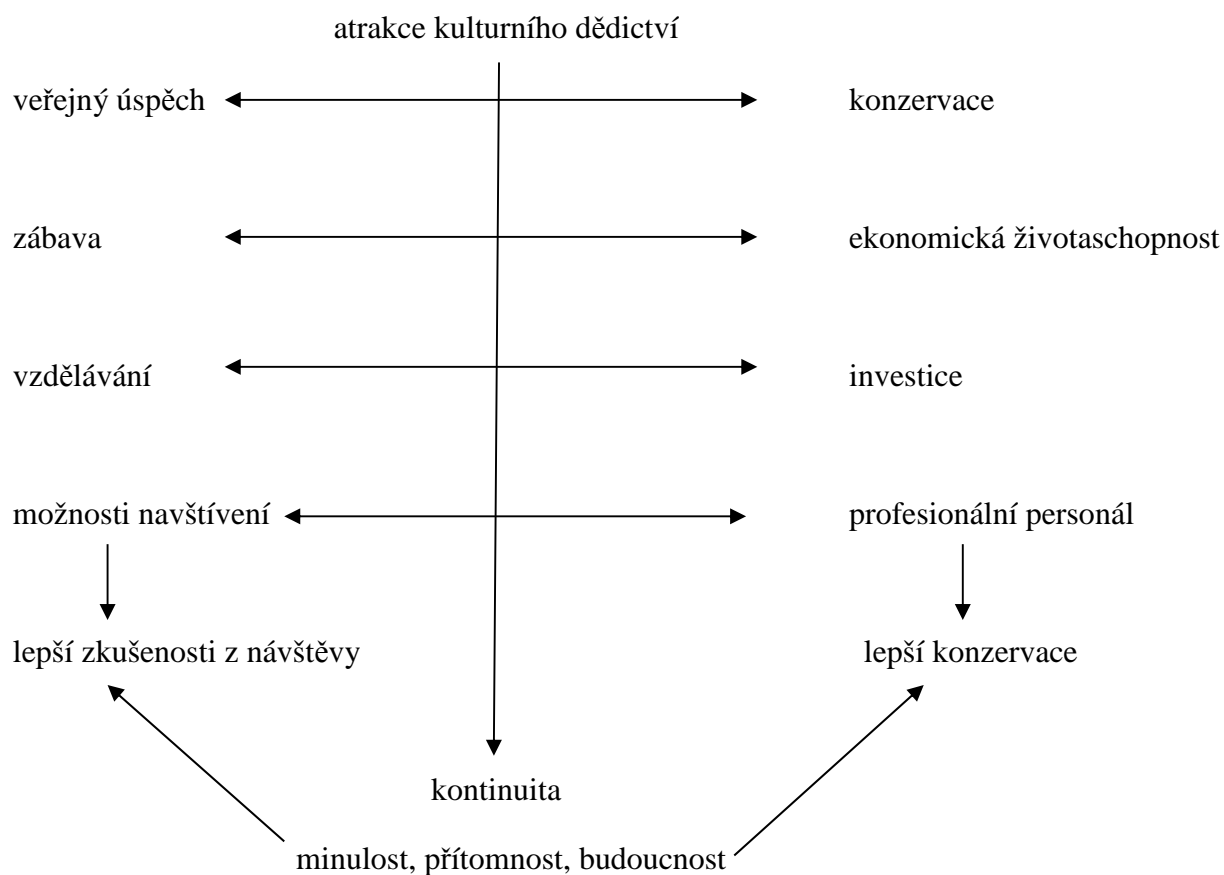 atrakce kulturního dědictví
veřejný úspěch
konzervace
zábava
ekonomická životaschopnost
vzdělávání
investice
možnosti navštívení
profesionální personál
lepší zkušenosti z návštěvy
lepší konzervace
kontinuita
minulost, přítomnost, budoucnost